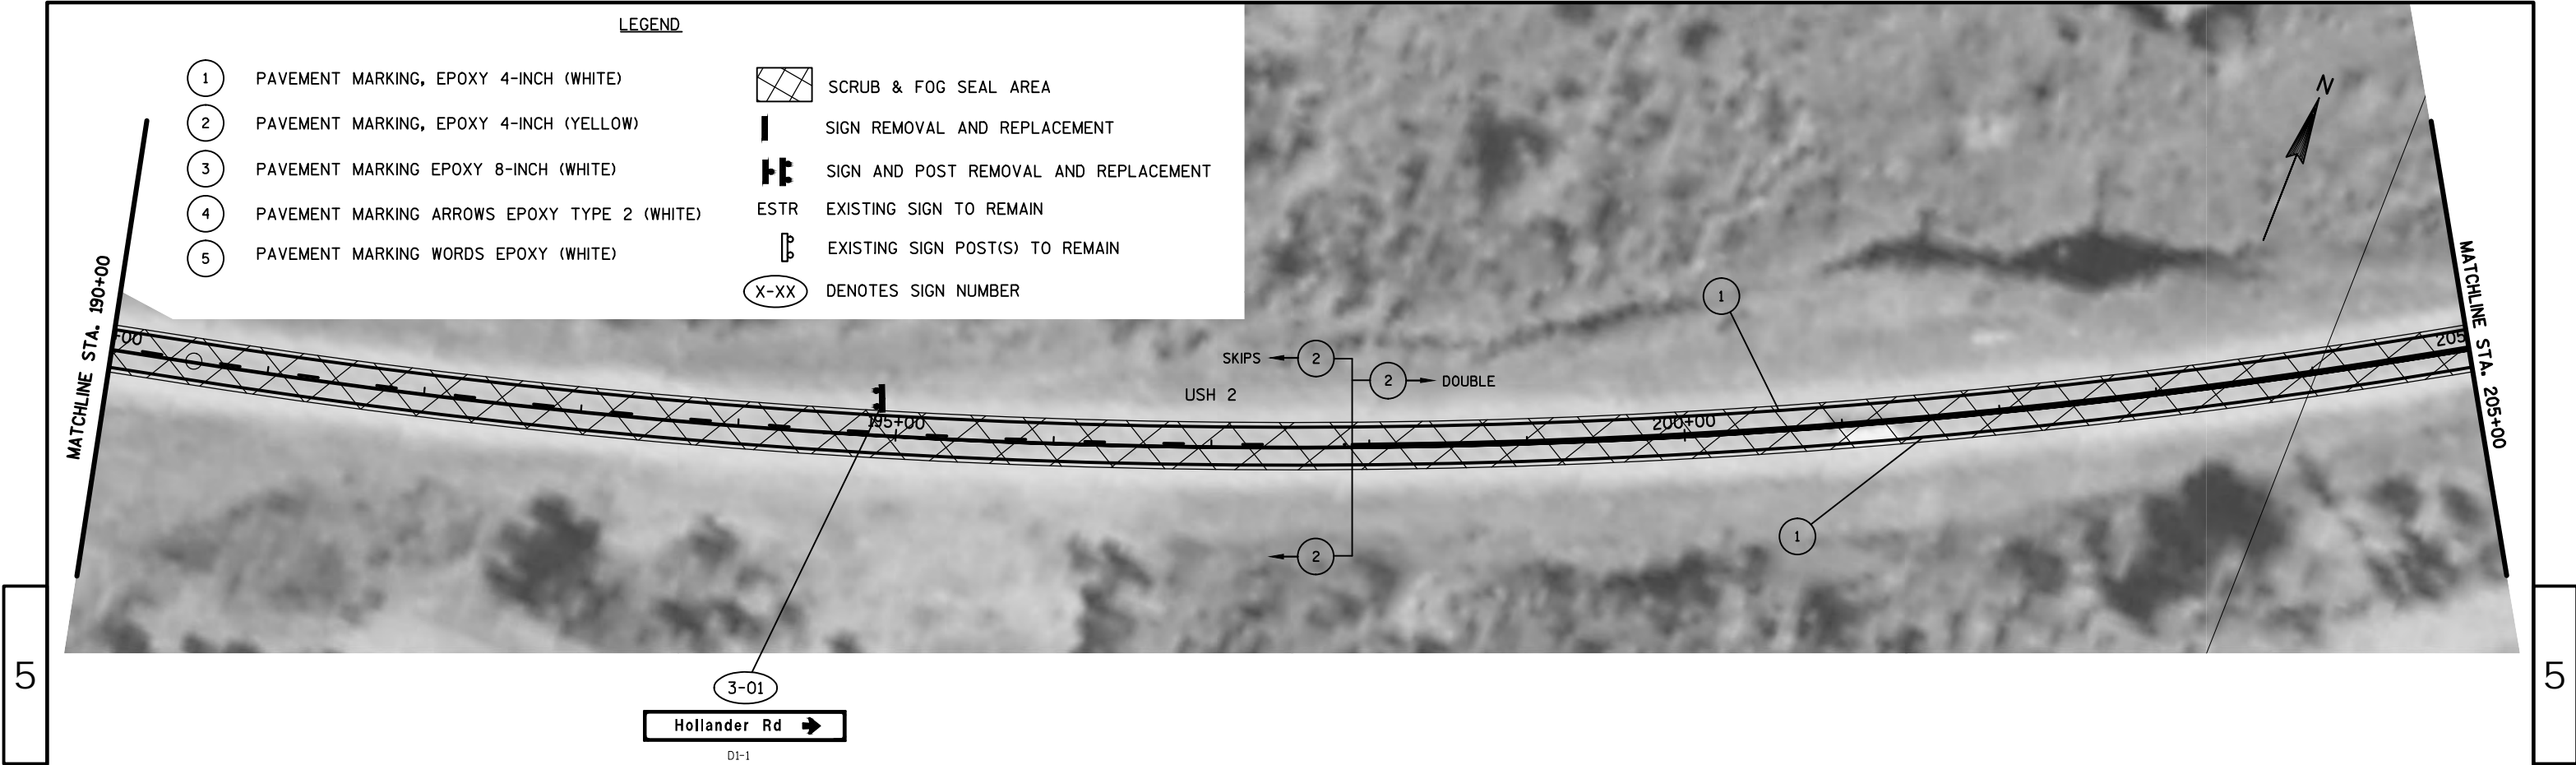 LEGEND
1 PAVEMENT MARKING, EPOXY 4-INCH (WHITE)
2 PAVEMENT MARKING, EPOXY 4-INCH (YELLOW)
3 PAVEMENT MARKING EPOXY 8-INCH (WHITE)
4 PAVEMENT MARKING ARROWS EPOXY TYPE 2 (WHITE)
5 PAVEMENT MARKING WORDS EPOXY (WHITE)
SCRUB & FOG SEAL AREA
SIGN REMOVAL AND REPLACEMENT
SIGN AND POST REMOVAL AND REPLACEMENT
ESTR EXISTING SIGN TO REMAIN
EXISTING SIGN POST(S) TO REMAIN
X-XX DENOTES SIGN NUMBER
N
MATCHLINE STA. 190+00
+00
195+00
SKIPS 2
2 DOUBLE
USH 2
2
200+00
1
1
205
MATCHLINE STA. 205+00
3-01
Hollander Rd
D1-1
5
5